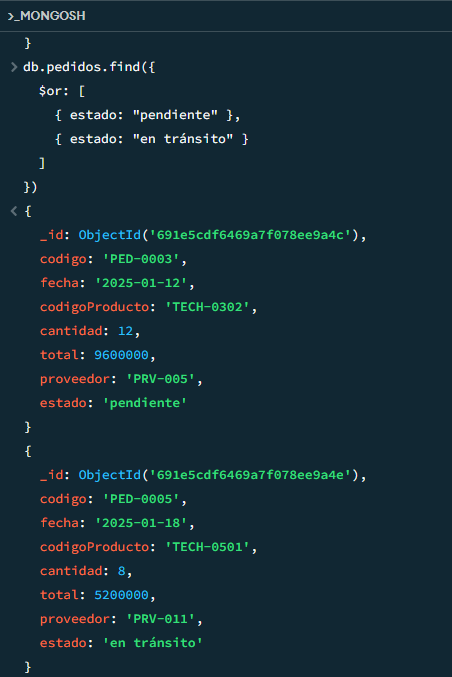 >_MONGOSH
}
> db.pedidos.find({
$or: [
{ estado: "pendiente" },
{ estado: "en tránsito" }
]
})
< {
_id: ObjectId('691e5cdf6469a7f078ee9a4c'),
codigo: 'PED-0003',
fecha: '2025-01-12',
codigoProducto: 'TECH-0302',
cantidad: 12,
total: 9600000,
proveedor: 'PRV-005',
estado: 'pendiente'
}
{
_id: ObjectId('691e5cdf6469a7f078ee9a4e'),
codigo: 'PED-0005',
fecha: '2025-01-18',
codigoProducto: 'TECH-0501',
cantidad: 8,
total: 5200000,
proveedor: 'PRV-011',
estado: 'en tránsito'
}